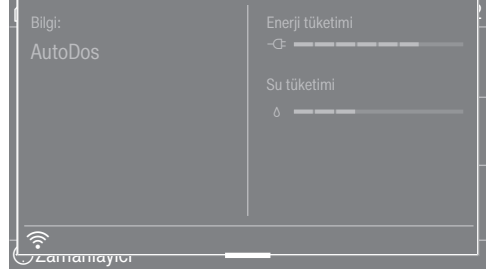 Bilgi:
AutoDos
Enerji tüketimi
Su tüketimi
Zamanlayıcı